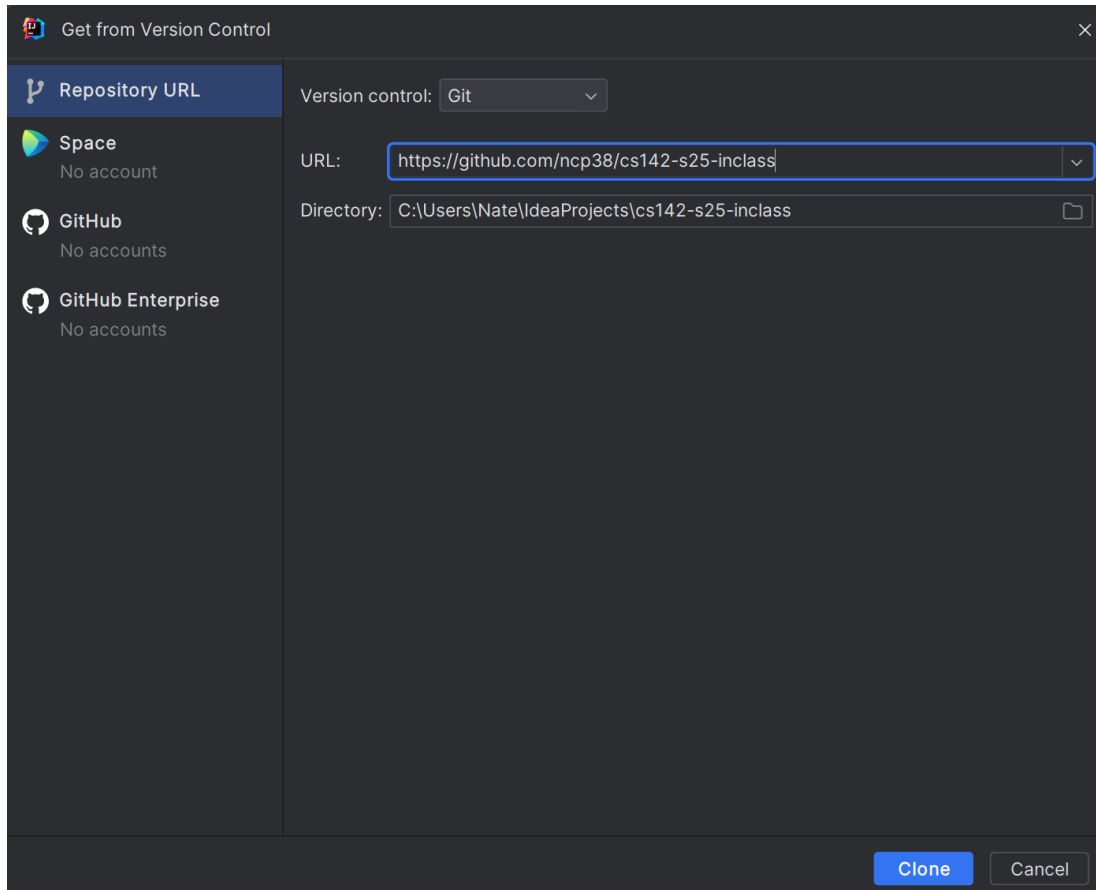 Get from Version Control
Repository URL
Space
No account
GitHub
No accounts
GitHub Enterprise
No accounts
Version control: Git
URL: https://github.com/ncp38/cs142-s25-inclass
Directory: C:\Users\Nate\IdeaProjects\cs142-s25-inclass
Clone Cancel